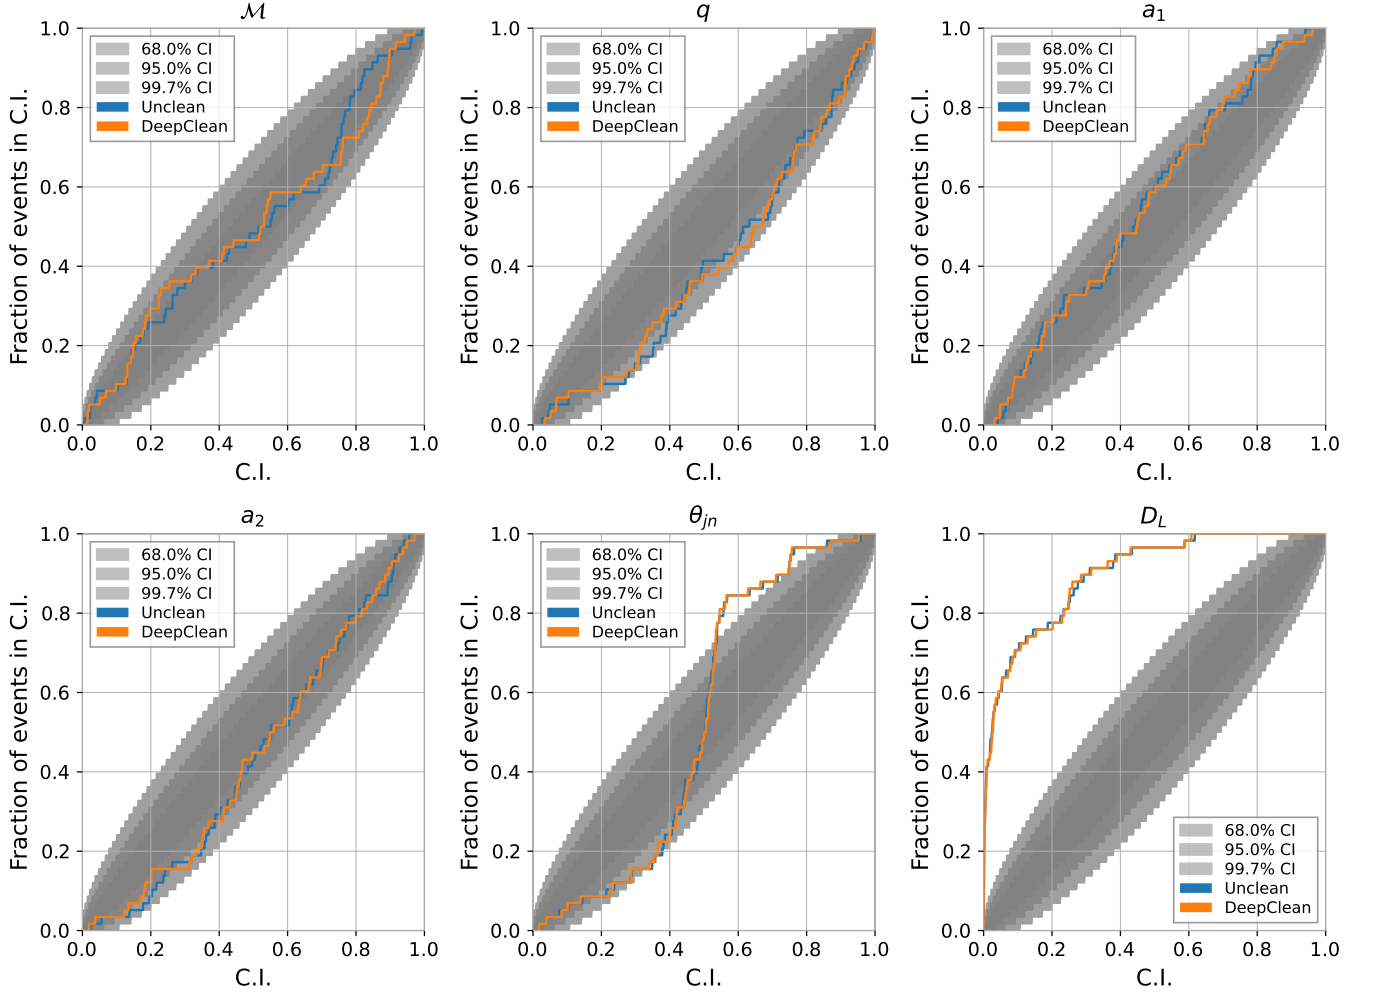 ℳ
1.0
0.8
0.6
0.4
0.2
0.0
Fraction of events in C.I.
68.0% CI
95.0% CI
99.7% CI
Unclean
DeepClean
0.0 0.2 0.4 0.6 0.8 1.0
C.I.
q
1.0
0.8
0.6
0.4
0.2
0.0
Fraction of events in C.I.
68.0% CI
95.0% CI
99.7% CI
Unclean
DeepClean
0.0 0.2 0.4 0.6 0.8 1.0
C.I.
a₁
1.0
0.8
0.6
0.4
0.2
0.0
Fraction of events in C.I.
68.0% CI
95.0% CI
99.7% CI
Unclean
DeepClean
0.0 0.2 0.4 0.6 0.8 1.0
C.I.
a₂
1.0
0.8
0.6
0.4
0.2
0.0
Fraction of events in C.I.
68.0% CI
95.0% CI
99.7% CI
Unclean
DeepClean
0.0 0.2 0.4 0.6 0.8 1.0
C.I.
θjn
1.0
0.8
0.6
0.4
0.2
0.0
Fraction of events in C.I.
68.0% CI
95.0% CI
99.7% CI
Unclean
DeepClean
0.0 0.2 0.4 0.6 0.8 1.0
C.I.
D_L
1.0
0.8
0.6
0.4
0.2
0.0
Fraction of events in C.I.
68.0% CI
95.0% CI
99.7% CI
Unclean
DeepClean
0.0 0.2 0.4 0.6 0.8 1.0
C.I.